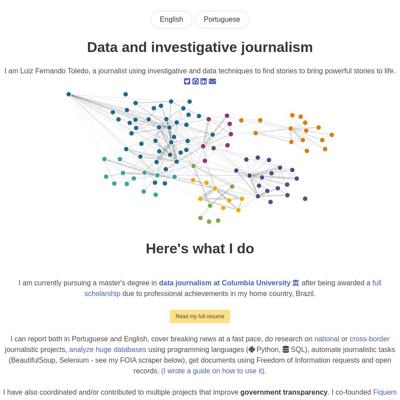 English
Portuguese
Data and investigative journalism
I am Luiz Fernando Toledo, a journalist using investigative and data techniques to find stories to bring powerful stories to life.
Here's what I do
I am currently pursuing a master's degree in data journalism at Columbia University after being awarded a full
scholarship due to professional achievements in my home country, Brazil.
Read my full resume
I can report both in Portuguese and English, cover breaking news at a fast pace, do research on national or cross-border
journalistic projects, analyze huge databases using programming languages (Python, SQL), automate journalistic tasks
(BeautifulSoup, Selenium - see my FOIA scraper below), get documents using Freedom of Information requests and open
records. (I wrote a guide on how to use it).
I have also coordinated and/or contributed to multiple projects that improve government transparency. I co-founded Fiquem